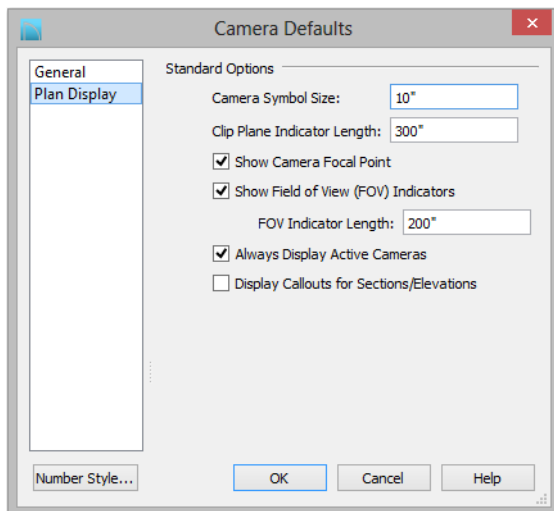 Camera Defaults
General
Plan Display
Standard Options
Camera Symbol Size: 10"
Clip Plane Indicator Length: 300"
Show Camera Focal Point
Show Field of View (FOV) Indicators
FOV Indicator Length: 200"
Always Display Active Cameras
Display Callouts for Sections/Elevations
Number Style... OK Cancel Help